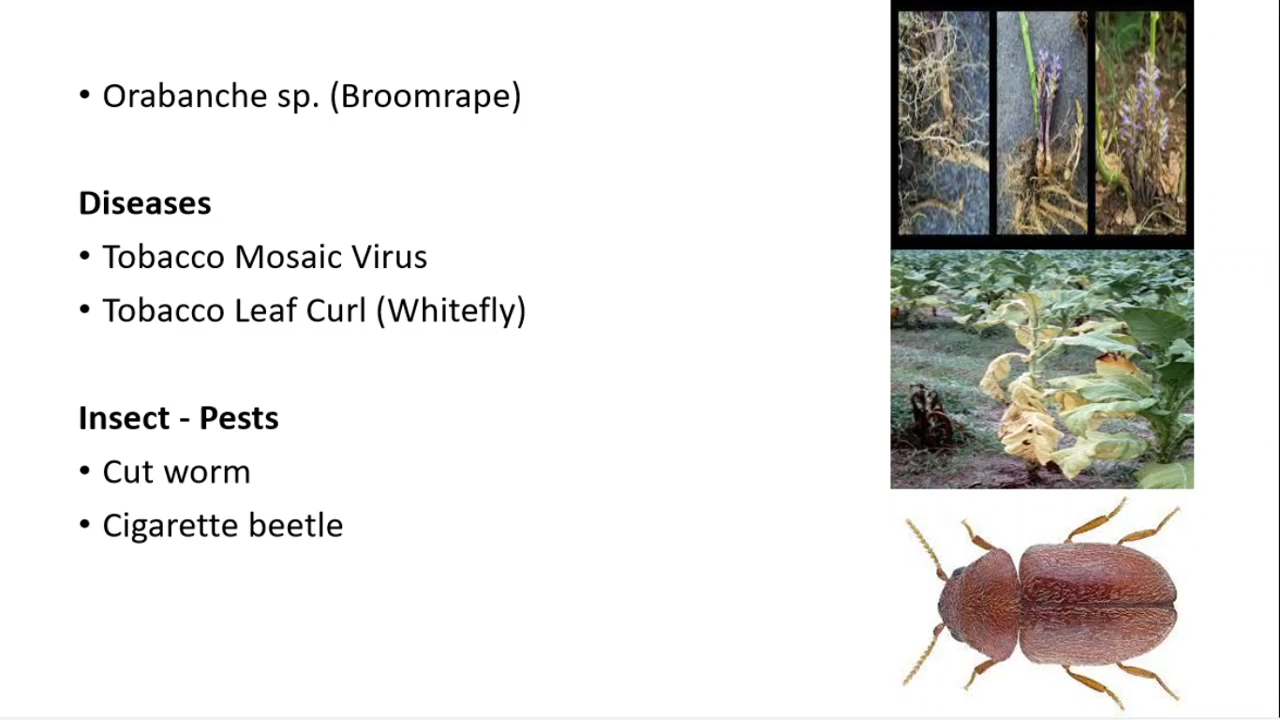 • Orabanche sp. (Broomrape)
Diseases
• Tobacco Mosaic Virus
• Tobacco Leaf Curl (Whitefly)
Insect - Pests
• Cut worm
• Cigarette beetle